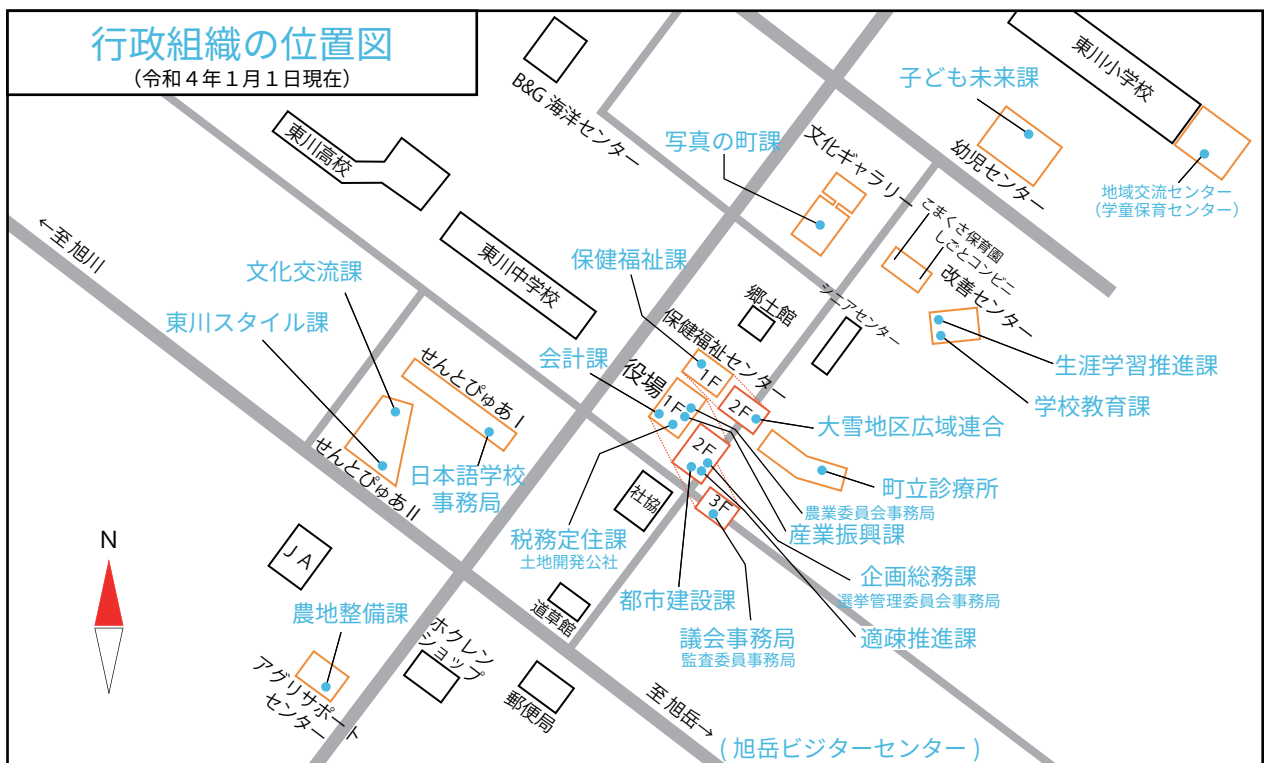 行政組織の位置図
（令和４年１月１日現在）
B&G 海洋センター
東川高校
東川中学校
東川小学校
子ども未来課
幼児センター
地域交流センター
（学童保育センター）
写真の町課
文化ギャラリー
こまくさ保育園
しごとコンビニ
改善センター
生涯学習推進課
学校教育課
←至 旭川
文化交流課
東川スタイル課
せんとぴゅあⅠ
せんとぴゅあⅡ
日本語学校
事務局
保健福祉課
郷土館
シニアセンター
保健福祉センター
会計課
役場
1F
1F
2F
2F
3F
大雪地区広域連合
町立診療所
農業委員会事務局
産業振興課
企画総務課
選挙管理委員会事務局
適疎推進課
議会事務局
監査委員事務局
都市建設課
税務定住課
土地開発公社
社協
道草館
N
JA
農地整備課
アグリサポート
センター
ホクレン
ショップ
郵便局
至 旭岳→
( 旭岳ビジターセンター )